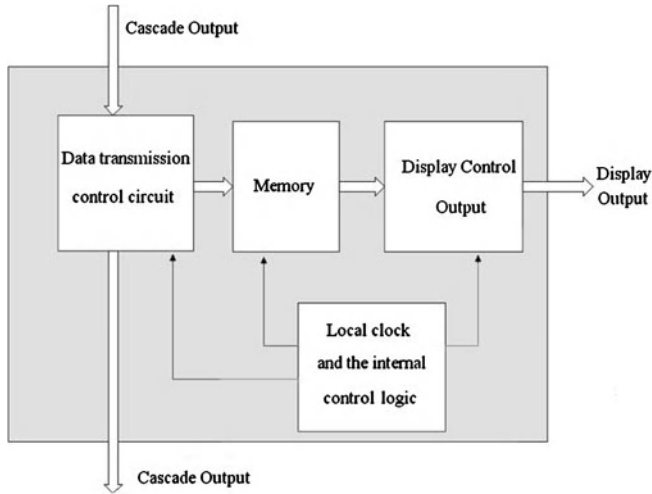 Cascade Output
Data transmission
control circuit
Memory
Display Control
Output
Display
Output
Local clock
and the internal
control logic
Cascade Output